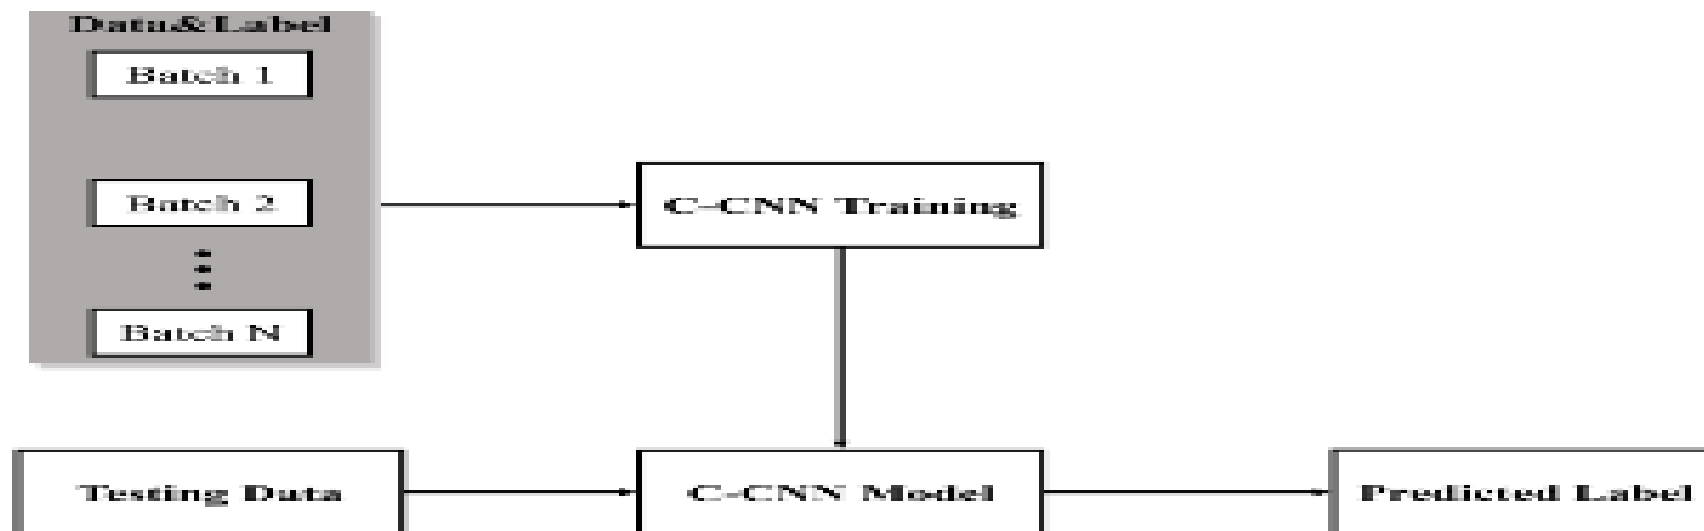 Data&Label
Batch 1
Batch 2
Batch N
C-CNN Training
Testing Data
C-CNN Model
Predicted Label